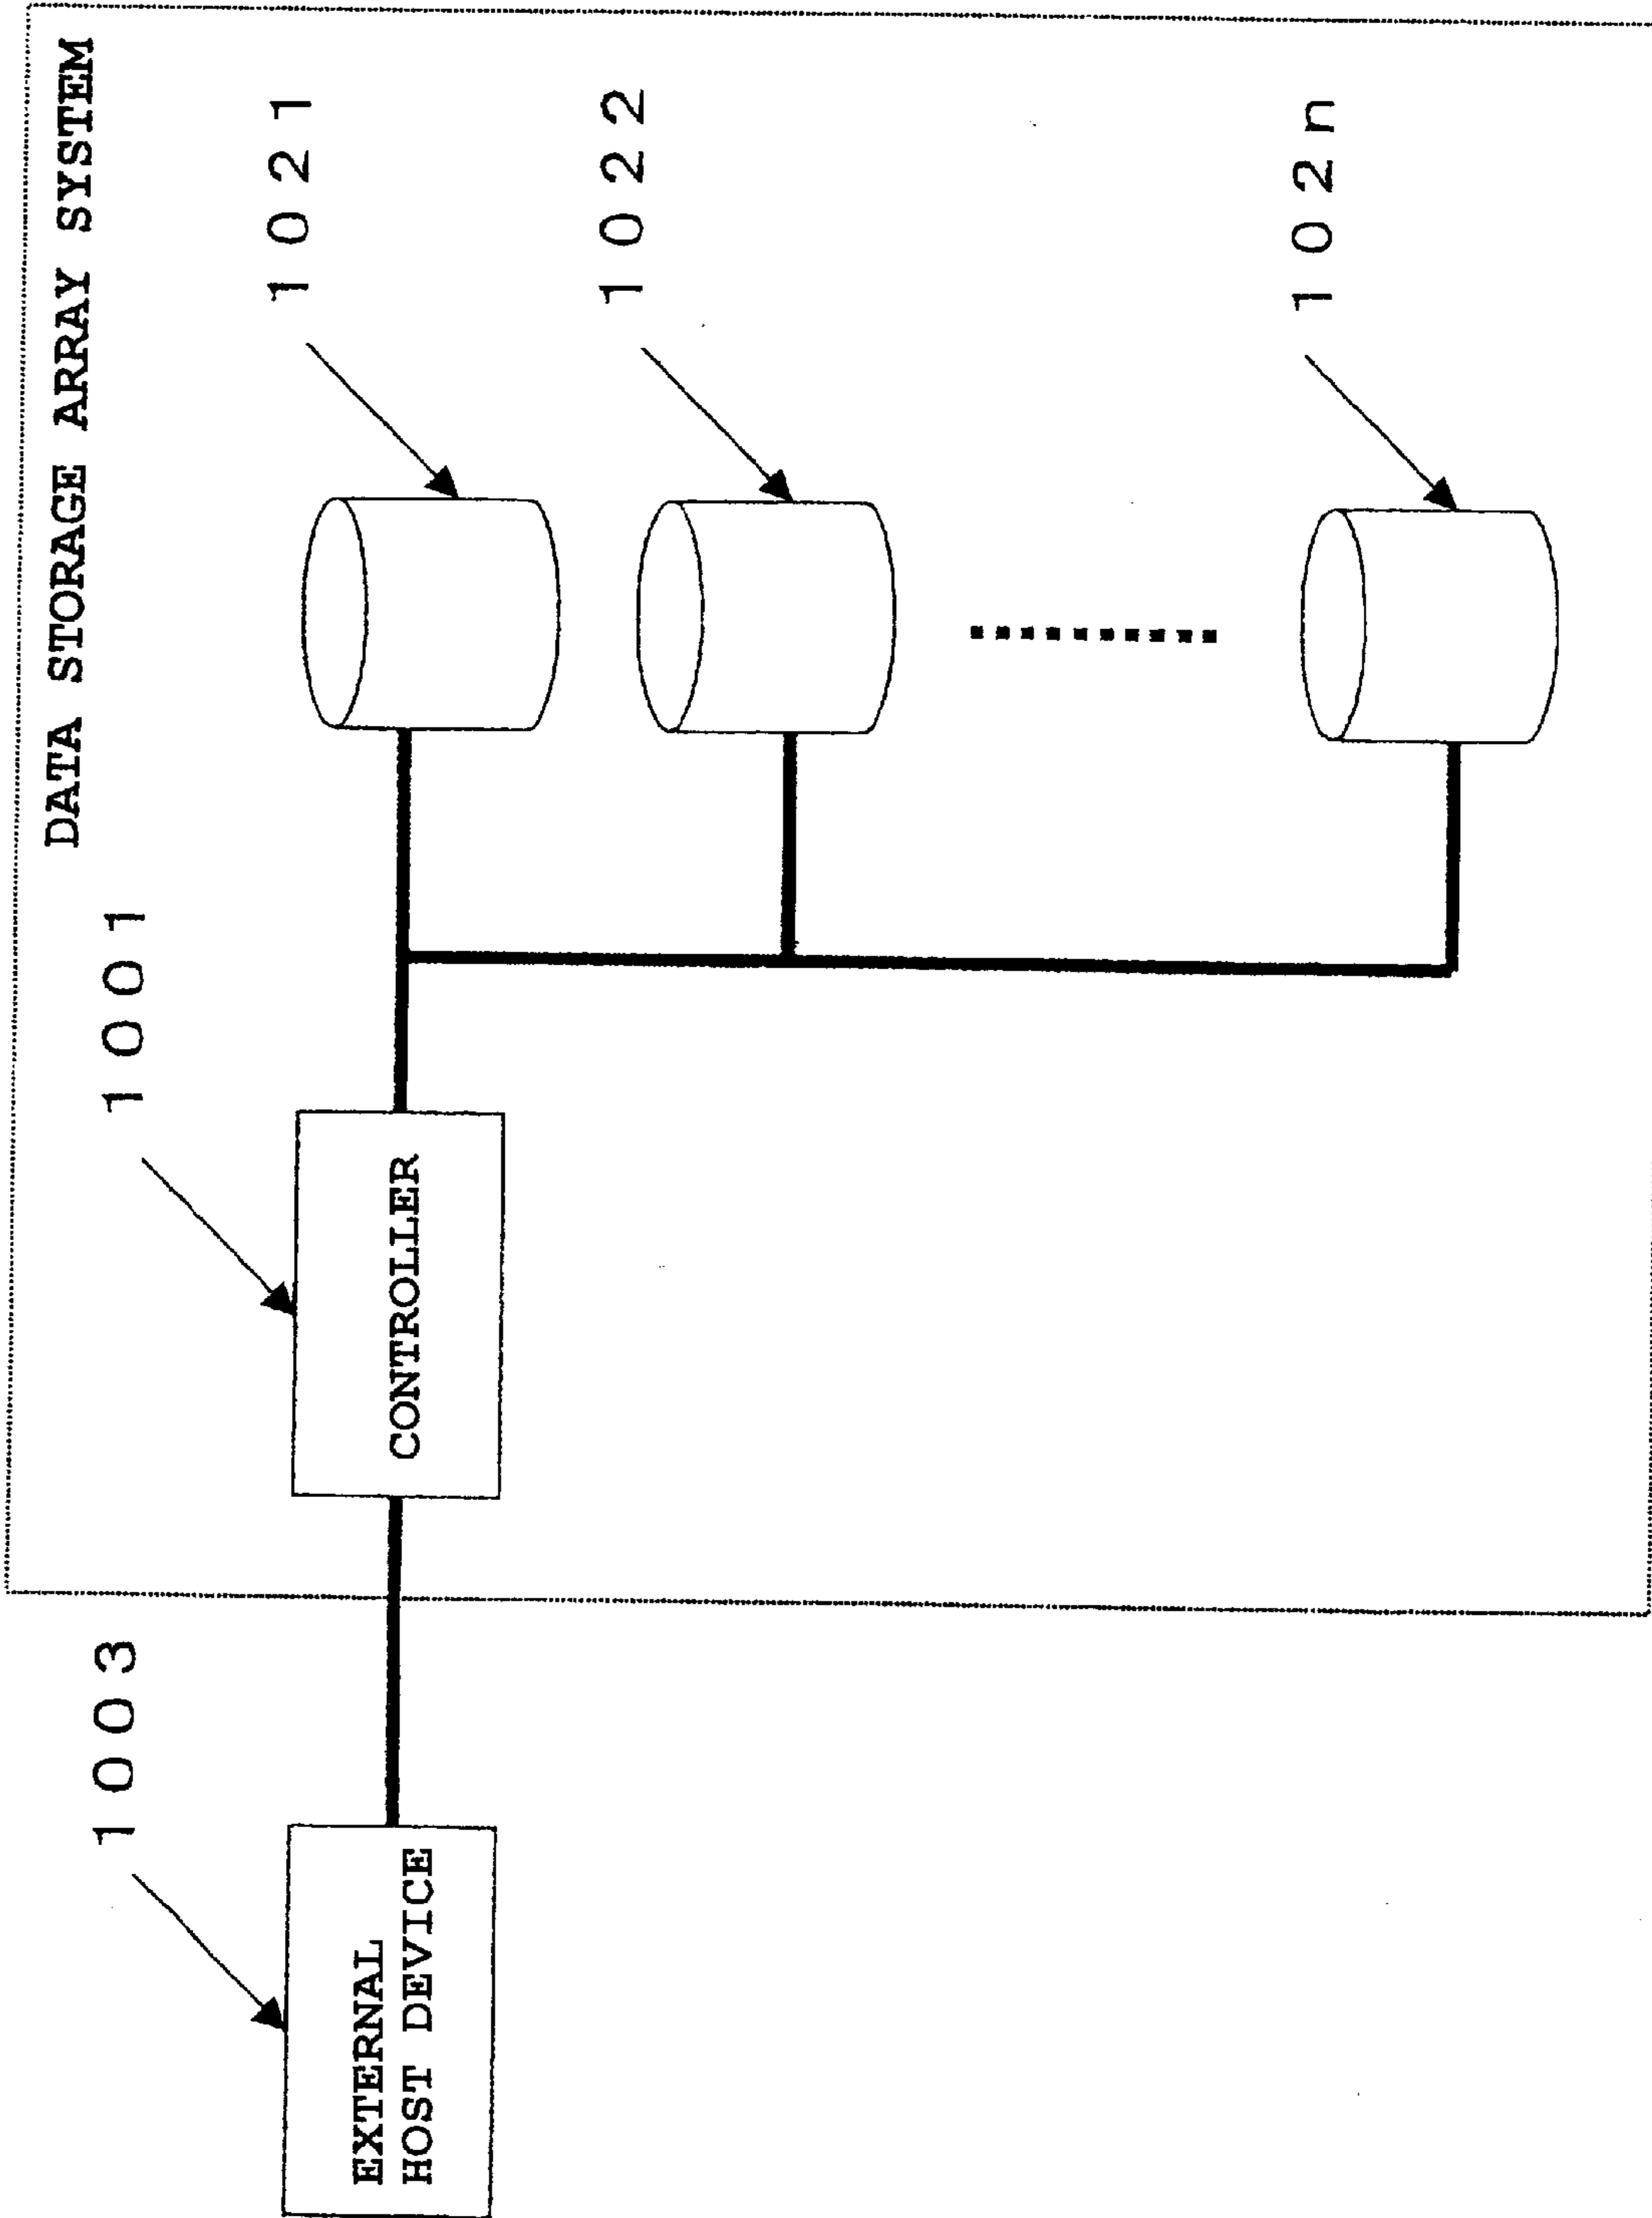 DATA STORAGE ARRAY SYSTEM
1003
1001
1021
EXTERNAL
HOST DEVICE
CONTROLLER
1022
102n